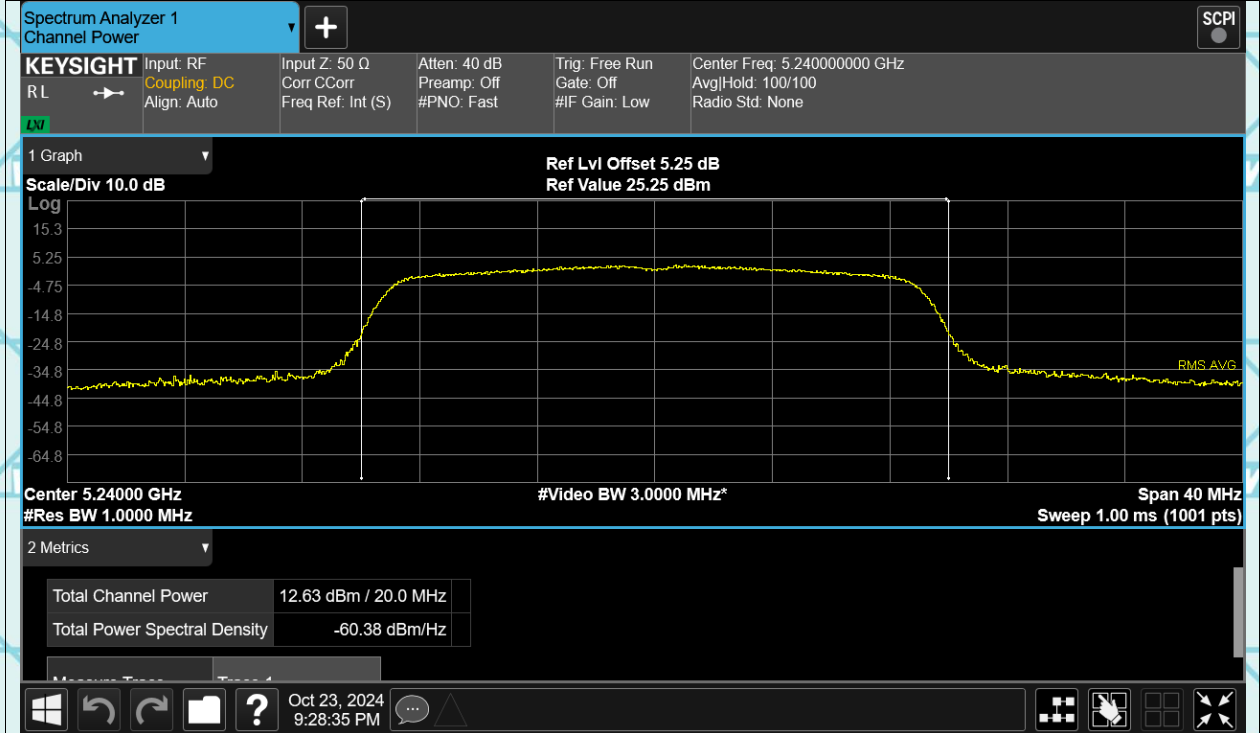 Spectrum Analyzer 1
Channel Power
SCPI
KEYSIGHT
R L
LXI
Input: RF
Coupling: DC
Align: Auto
Input Z: 50 Ω
Corr CCorr
Freq Ref: Int (S)
Atten: 40 dB
Preamp: Off
#PNO: Fast
Trig: Free Run
Gate: Off
#IF Gain: Low
Center Freq: 5.240000000 GHz
Avg|Hold: 100/100
Radio Std: None
1 Graph
Scale/Div 10.0 dB
Ref Lvl Offset 5.25 dB
Ref Value 25.25 dBm
Log
15.3
5.25
-4.75
-14.8
-24.8
-34.8
-44.8
-54.8
-64.8
RMS AVG
Center 5.24000 GHz
#Video BW 3.0000 MHz*
Span 40 MHz
#Res BW 1.0000 MHz
Sweep 1.00 ms (1001 pts)
2 Metrics
Total Channel Power 12.63 dBm / 20.0 MHz
Total Power Spectral Density -60.38 dBm/Hz
Measure Trace Trace 1
?
Oct 23, 2024
9:28:35 PM